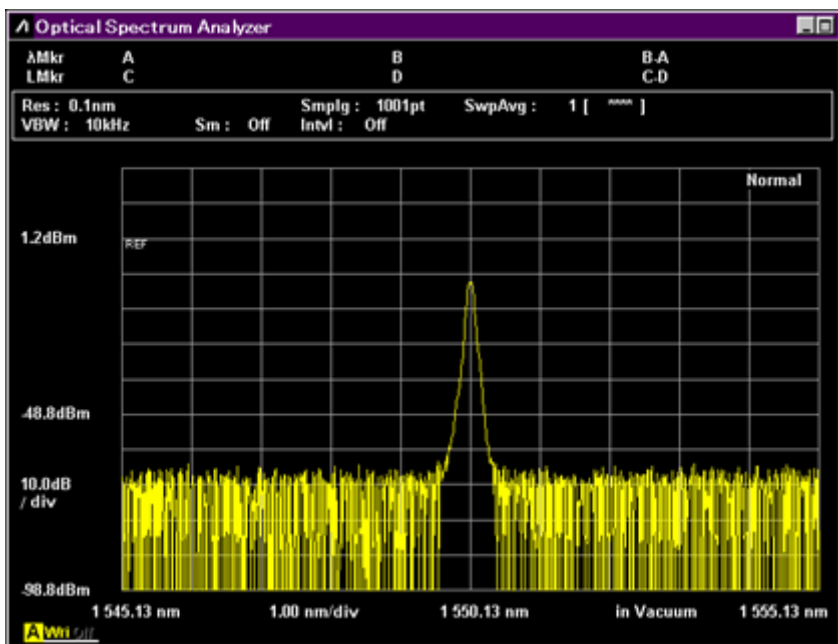 Optical Spectrum Analyzer
λMkr A B B-A
LMkr C D C-D
Res : 0.1nm Smplg : 1001pt SwpAvg : 1 [ ^^^^ ]
VBW : 10kHz Sm : Off Intvl : Off
Normal
1.2dBm REF
-48.8dBm
10.0dB
/ div
-98.8dBm
1 545.13 nm 1.00 nm/div 1 550.13 nm in Vacuum 1 555.13 nm
A Wri Off